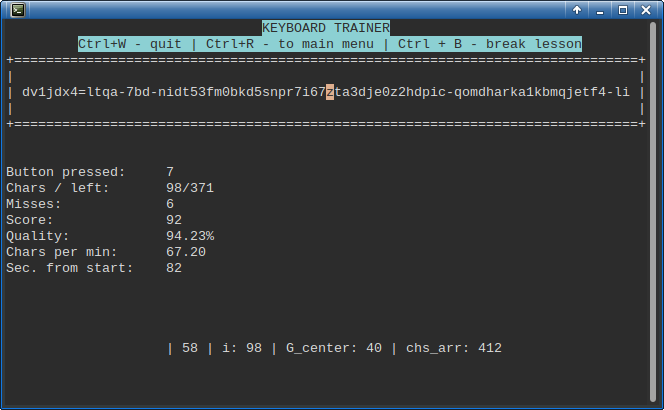 KEYBOARD TRAINER
Ctrl+W - quit | Ctrl+R - to main menu | Ctrl + B - break lesson
+==============================================================================+
| |
| dv1jdx4=ltqa-7bd-nidt53fm0bkd5snpr7i67zta3dje0z2hdpic-qomdharka1kbmqjetf4-li |
| |
+==============================================================================+
Button pressed: 7
Chars / left: 98/371
Misses: 6
Score: 92
Quality: 94.23%
Chars per min: 67.20
Sec. from start: 82
| 58 | i: 98 | G_center: 40 | chs_arr: 412